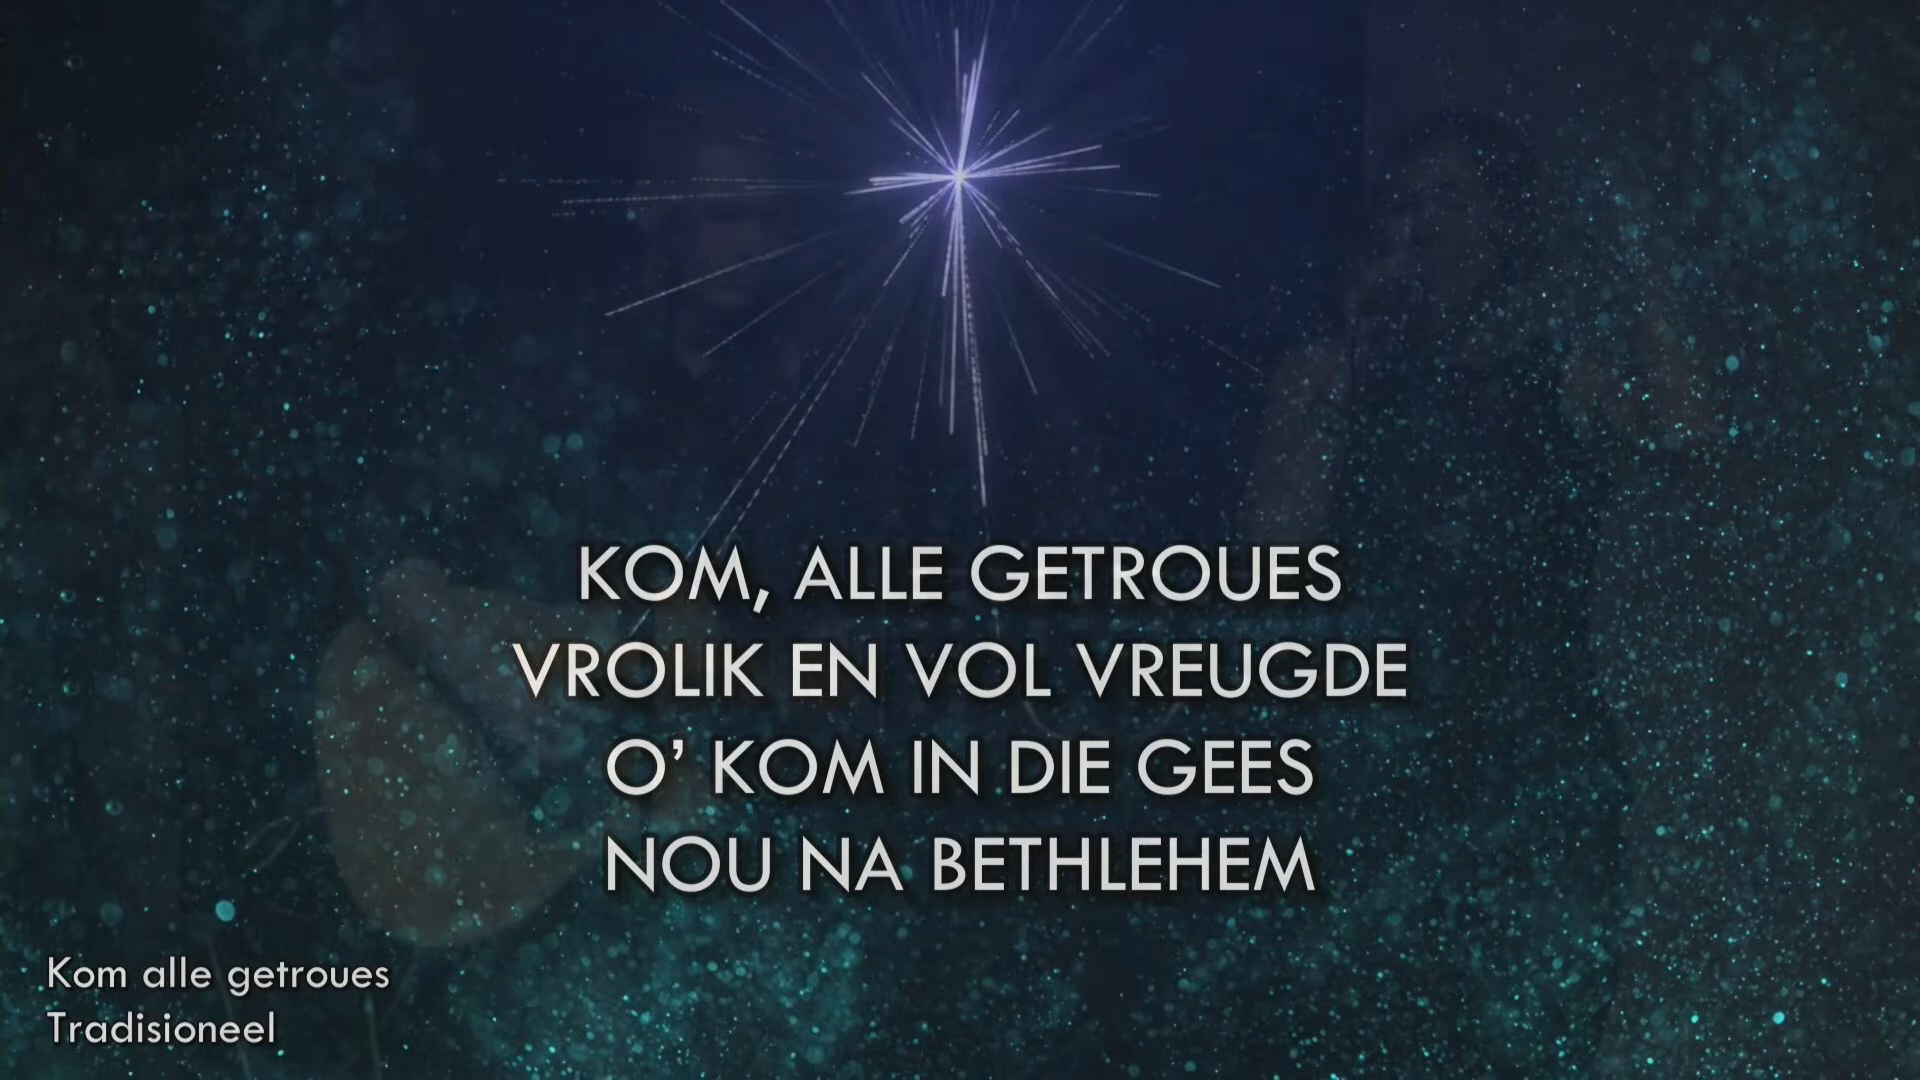 KOM, ALLE GETROUES
VROLIK EN VOL VREUGDE
O’ KOM IN DIE GEES
NOU NA BETHLEHEM
Kom alle getroues
Tradisioneel